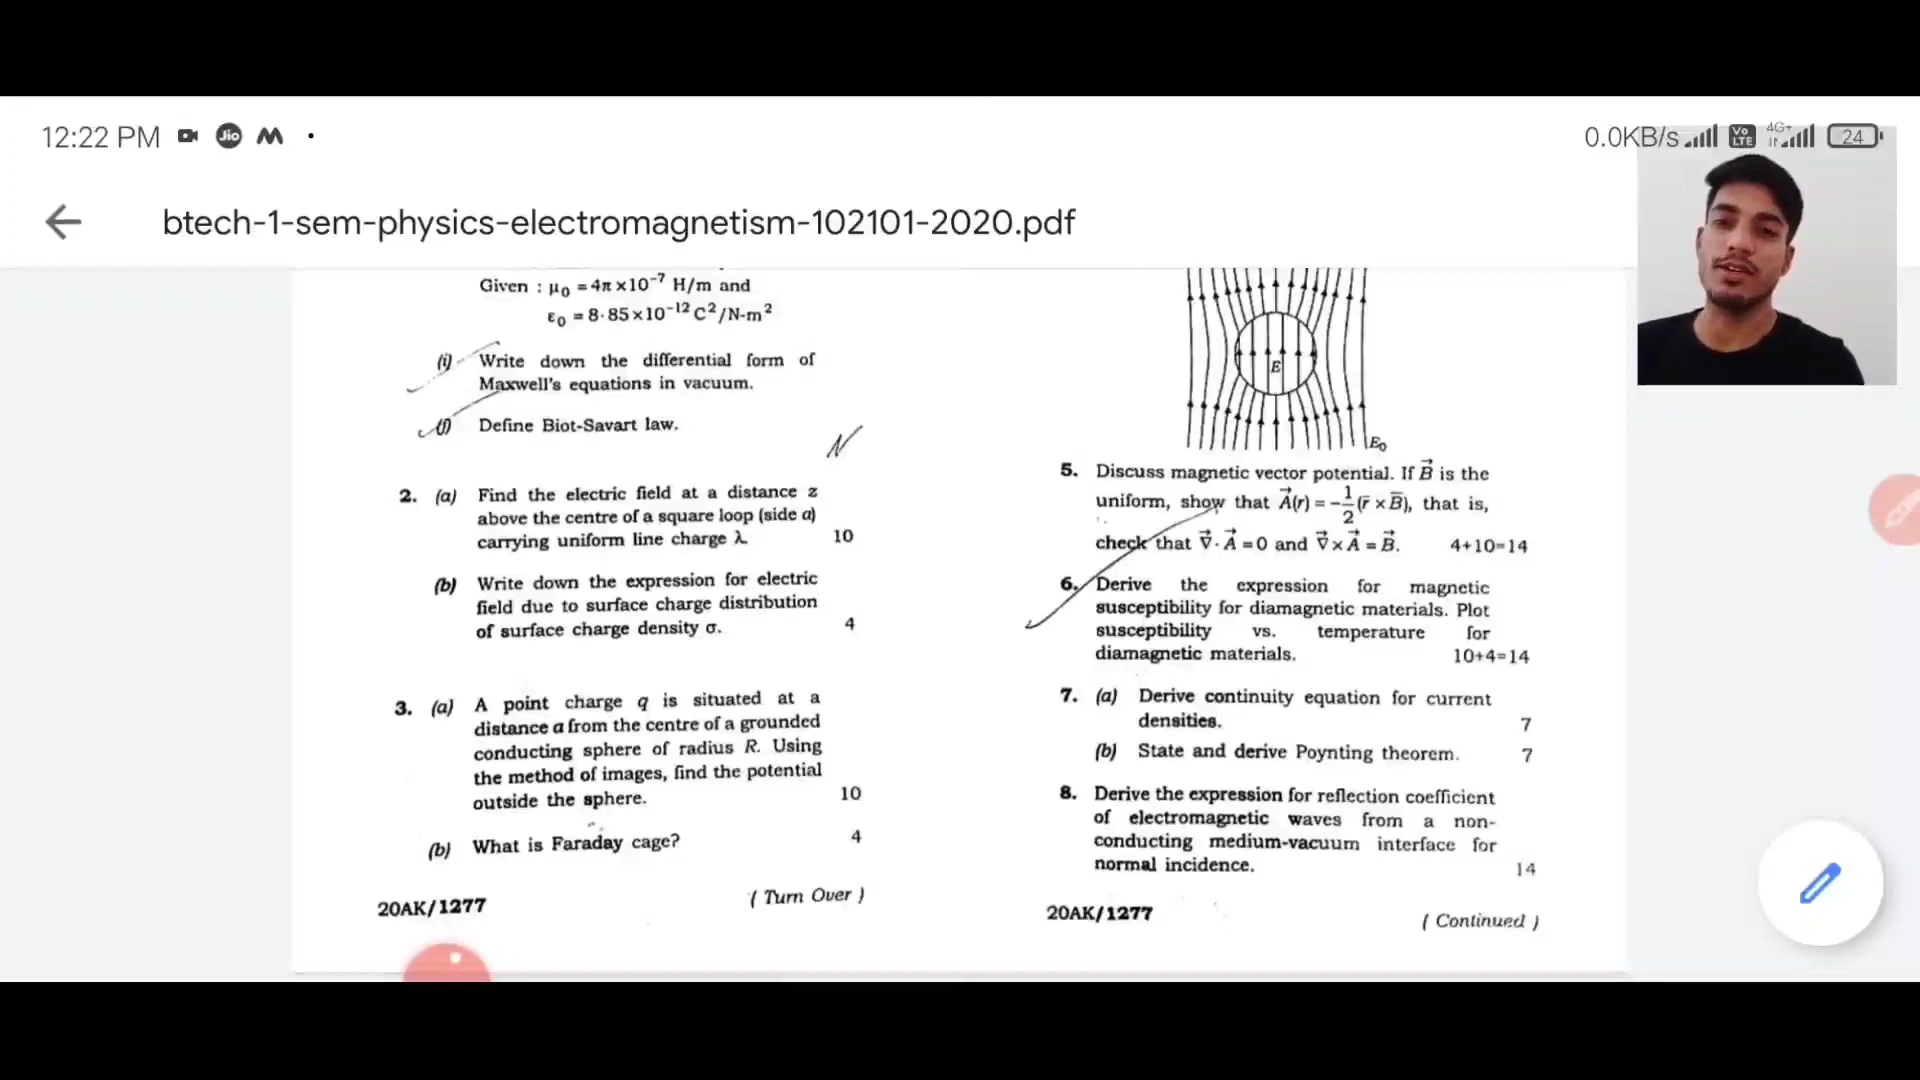 12:22 PM Jio
0.0KB/s Vo LTE 4G+ 24
btech-1-sem-physics-electromagnetism-102101-2020.pdf
Given : μ₀ = 4π×10⁻⁷ H/m and
ε₀ = 8·85×10⁻¹² C²/N-m²
(i) Write down the differential form of
Maxwell's equations in vacuum.
(j) Define Biot-Savart law.
N
2. (a) Find the electric field at a distance z
above the centre of a square loop (side a)
carrying uniform line charge λ. 10
(b) Write down the expression for electric
field due to surface charge distribution
of surface charge density σ. 4
3. (a) A point charge q is situated at a
distance a from the centre of a grounded
conducting sphere of radius R. Using
the method of images, find the potential
outside the sphere. 10
(b) What is Faraday cage? 4
20AK/1277 ( Turn Over )
E
E₀
5. Discuss magnetic vector potential. If B⃗ is the
uniform, show that A⃗(r) = -1/2(r̄ × B̄), that is,
check that ∇⃗·A⃗ = 0 and ∇⃗×A⃗ = B⃗. 4+10=14
6. Derive the expression for magnetic
susceptibility for diamagnetic materials. Plot
susceptibility vs. temperature for
diamagnetic materials. 10+4=14
7. (a) Derive continuity equation for current
densities. 7
(b) State and derive Poynting theorem. 7
8. Derive the expression for reflection coefficient
of electromagnetic waves from a non-
conducting medium-vacuum interface for
normal incidence. 14
20AK/1277 ( Continued )